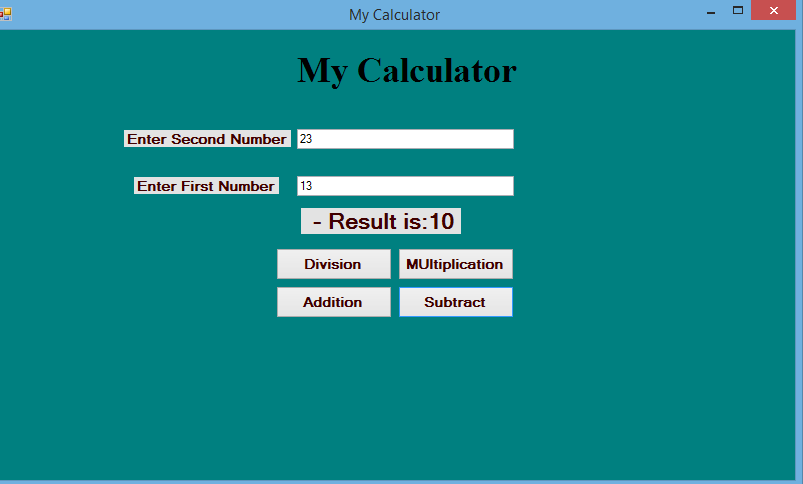 My Calculator
My Calculator
Enter Second Number 23
Enter First Number 13
- Result is:10
Division MUltiplication
Addition Subtract